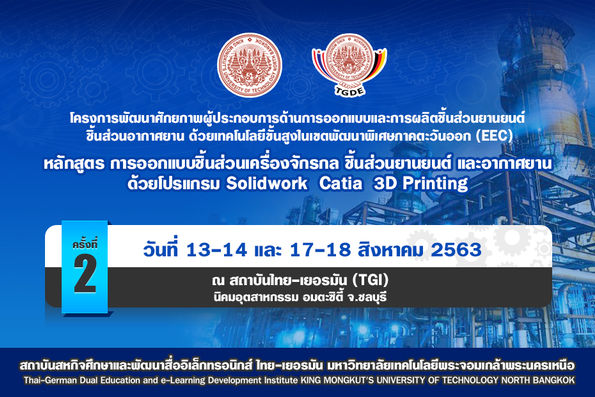 TGDE
โครงการพัฒนาศักยภาพผู้ประกอบการด้านการออกแบบและการผลิตชิ้นส่วนยานยนต์
ชิ้นส่วนอากาศยาน ด้วยเทคโนโลยีขั้นสูงในเขตพัฒนาพิเศษภาคตะวันออก (EEC)
หลักสูตร การออกแบบชิ้นส่วนเครื่องจักรกล ชิ้นส่วนยานยนต์ และอากาศยาน
ด้วยโปรแกรม Solidwork Catia 3D Printing
ครั้งที่
2
วันที่ 13-14 และ 17-18 สิงหาคม 2563
ณ สถาบันไทย-เยอรมัน (TGI)
นิคมอุตสาหกรรม อมตะซิตี้ จ.ชลบุรี
สถาบันสหกิจศึกษาและพัฒนาสื่ออิเล็กทรอนิกส์ ไทย-เยอรมัน มหาวิทยาลัยเทคโนโลยีพระจอมเกล้าพระนครเหนือ
Thai-German Dual Education and e-Learning Development Institute KING MONGKUT'S UNIVERSITY OF TECHNOLOGY NORTH BANGKOK